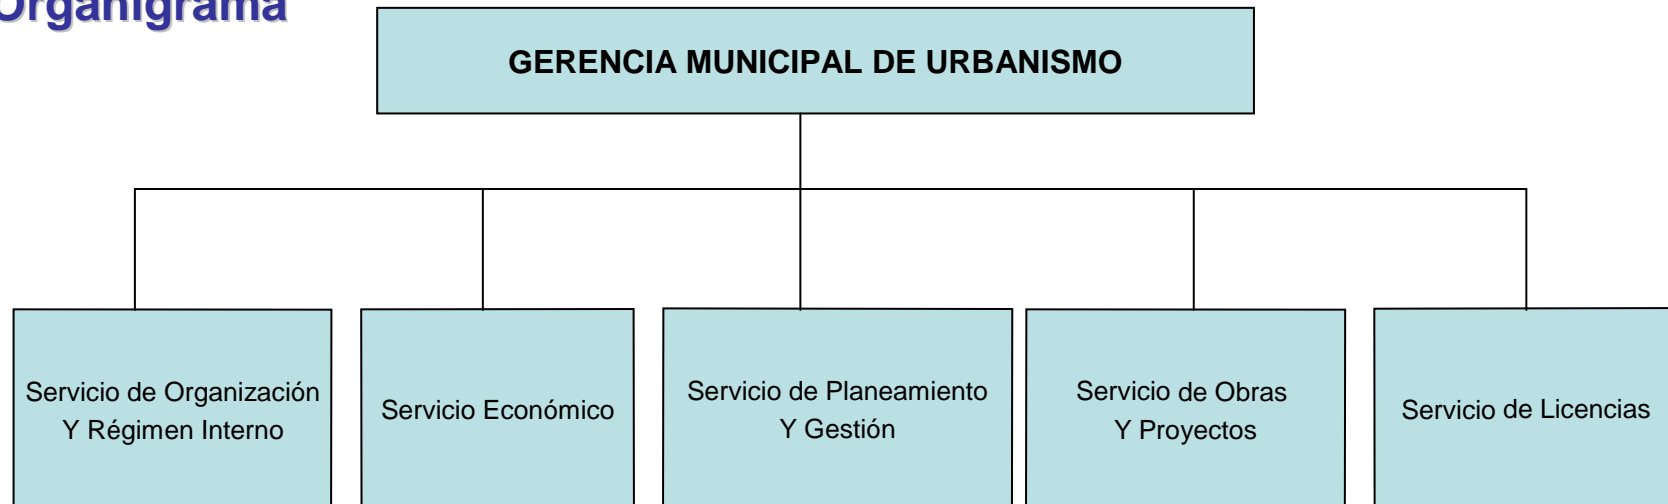 Organigrama
GERENCIA MUNICIPAL DE URBANISMO
Servicio de Organización
Y Régimen Interno
Servicio Económico
Servicio de Planeamiento
Y Gestión
Servicio de Obras
Y Proyectos
Servicio de Licencias